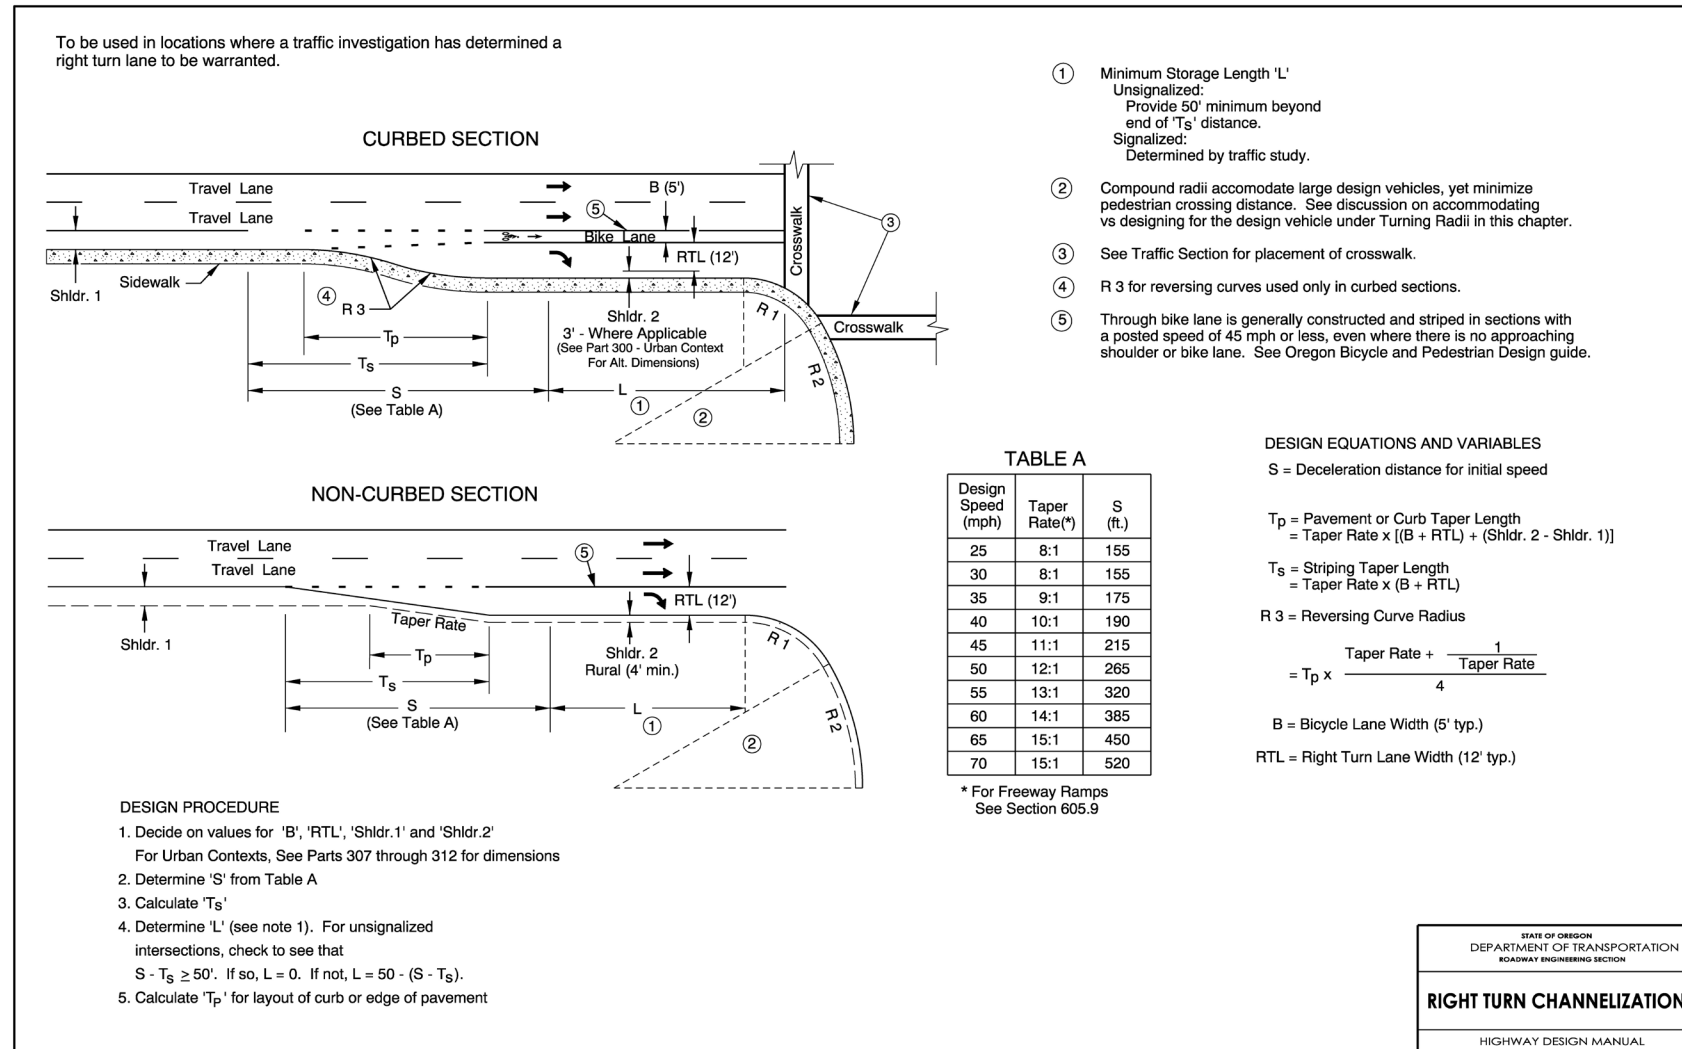 To be used in locations where a traffic investigation has determined a
right turn lane to be warranted.
CURBED SECTION
Travel Lane
Travel Lane
B (5')
5
Bike Lane
RTL (12')
Crosswalk
3
Sidewalk
Shldr. 1
4
R 3
Tp
Ts
S
(See Table A)
Shldr. 2
3' - Where Applicable
(See Part 300 - Urban Context
For Alt. Dimensions)
L
1
2
R 1
R 2
Crosswalk
1 Minimum Storage Length 'L'
Unsignalized:
Provide 50' minimum beyond
end of 'Ts' distance.
Signalized:
Determined by traffic study.
2 Compound radii accomodate large design vehicles, yet minimize
pedestrian crossing distance. See discussion on accommodating
vs designing for the design vehicle under Turning Radii in this chapter.
3 See Traffic Section for placement of crosswalk.
4 R 3 for reversing curves used only in curbed sections.
5 Through bike lane is generally constructed and striped in sections with
a posted speed of 45 mph or less, even where there is no approaching
shoulder or bike lane. See Oregon Bicycle and Pedestrian Design guide.
NON-CURBED SECTION
Travel Lane
Travel Lane
5
RTL (12')
Taper Rate
Shldr. 1
Tp
Ts
S
(See Table A)
Shldr. 2
Rural (4' min.)
L
1
2
R 1
R 2
TABLE A
Design Speed (mph) Taper Rate(*) S (ft.)
25 8:1 155
30 8:1 155
35 9:1 175
40 10:1 190
45 11:1 215
50 12:1 265
55 13:1 320
60 14:1 385
65 15:1 450
70 15:1 520
* For Freeway Ramps
See Section 605.9
DESIGN EQUATIONS AND VARIABLES
S = Deceleration distance for initial speed
Tp = Pavement or Curb Taper Length
= Taper Rate x [(B + RTL) + (Shldr. 2 - Shldr. 1)]
Ts = Striping Taper Length
= Taper Rate x (B + RTL)
R 3 = Reversing Curve Radius
= Tp x
Taper Rate +
1
Taper Rate
4
B = Bicycle Lane Width (5' typ.)
RTL = Right Turn Lane Width (12' typ.)
DESIGN PROCEDURE
1. Decide on values for 'B', 'RTL', 'Shldr.1' and 'Shldr.2'
For Urban Contexts, See Parts 307 through 312 for dimensions
2. Determine 'S' from Table A
3. Calculate 'Ts'
4. Determine 'L' (see note 1). For unsignalized
intersections, check to see that
S - Ts ≥ 50'. If so, L = 0. If not, L = 50 - (S - Ts).
5. Calculate 'TP' for layout of curb or edge of pavement
STATE OF OREGON
DEPARTMENT OF TRANSPORTATION
ROADWAY ENGINEERING SECTION
RIGHT TURN CHANNELIZATION
HIGHWAY DESIGN MANUAL